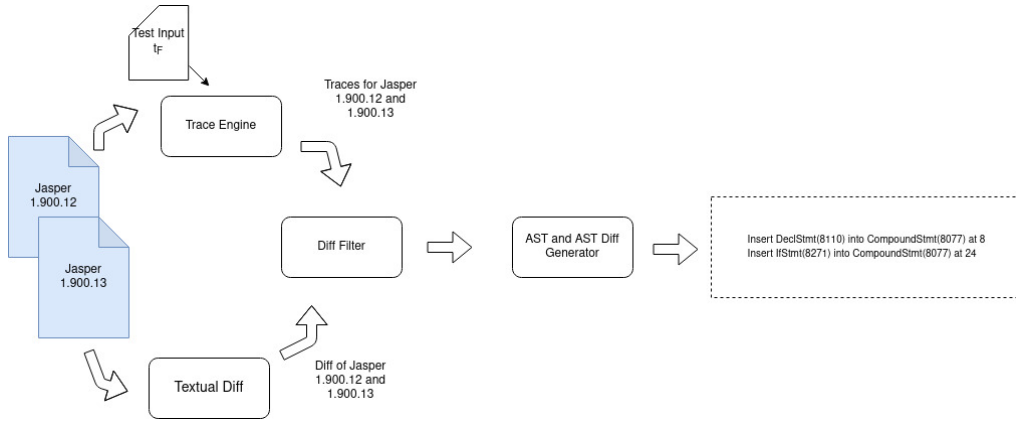 Test Input
tF
Trace Engine
Traces for Jasper
1.900.12 and
1.900.13
Jasper
1.900.12
Jasper
1.900.13
Diff Filter
AST and AST Diff
Generator
Insert DeclStmt(8110) into CompoundStmt(8077) at 8
Insert IfStmt(8271) into CompoundStmt(8077) at 24
Textual Diff
Diff of Jasper
1.900.12 and
1.900.13